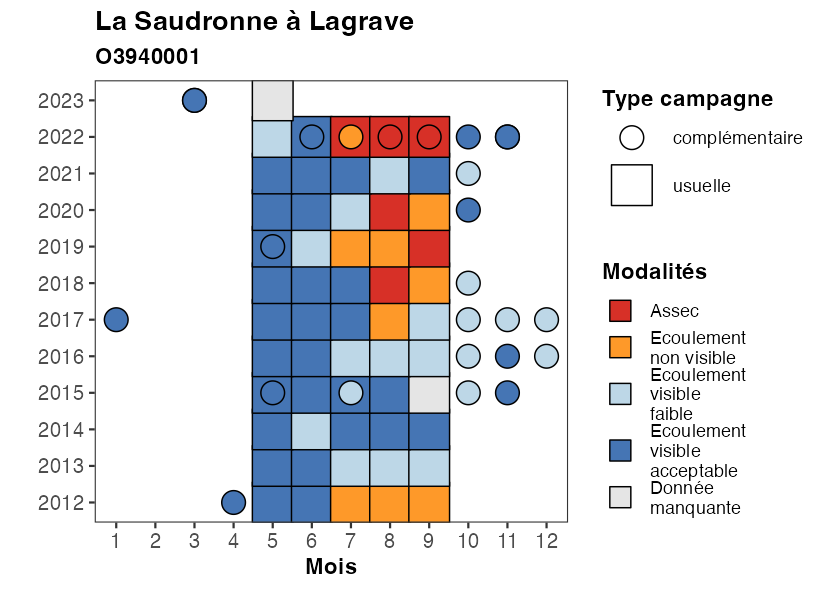 La Saudronne à Lagrave
O3940001
2023
2022
2021
2020
2019
2018
2017
2016
2015
2014
2013
2012
1 2 3 4 5 6 7 8 9 10 11 12
Mois
Type campagne
complémentaire
usuelle
Modalités
Assec
Ecoulement
non visible
Ecoulement
visible
faible
Ecoulement
visible
acceptable
Donnée
manquante